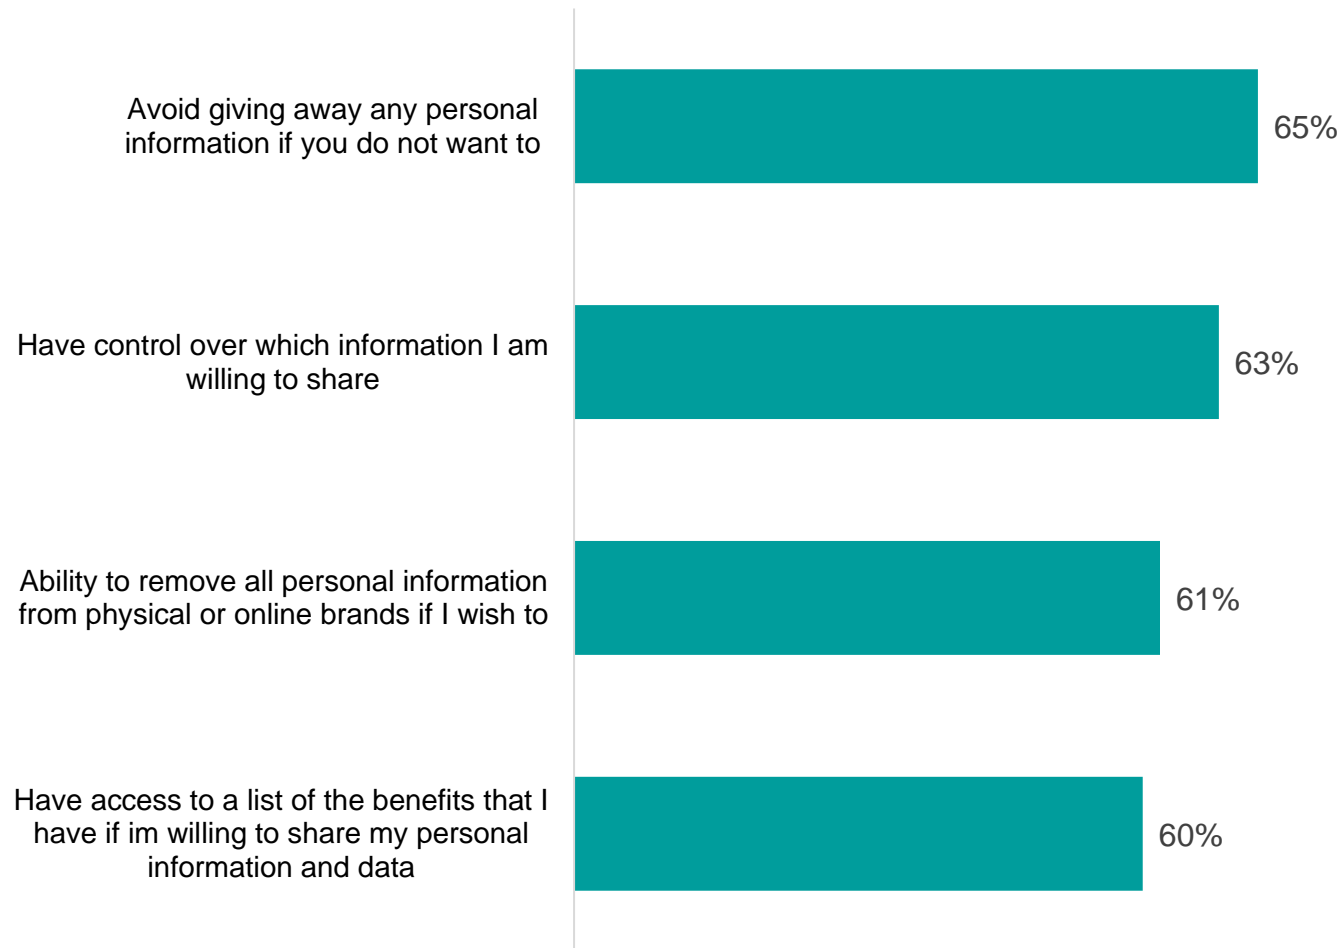 Avoid giving away any personal
information if you do not want to
65%
Have control over which information I am
willing to share
63%
Ability to remove all personal information
from physical or online brands if I wish to
61%
Have access to a list of the benefits that I
have if im willing to share my personal
information and data
60%